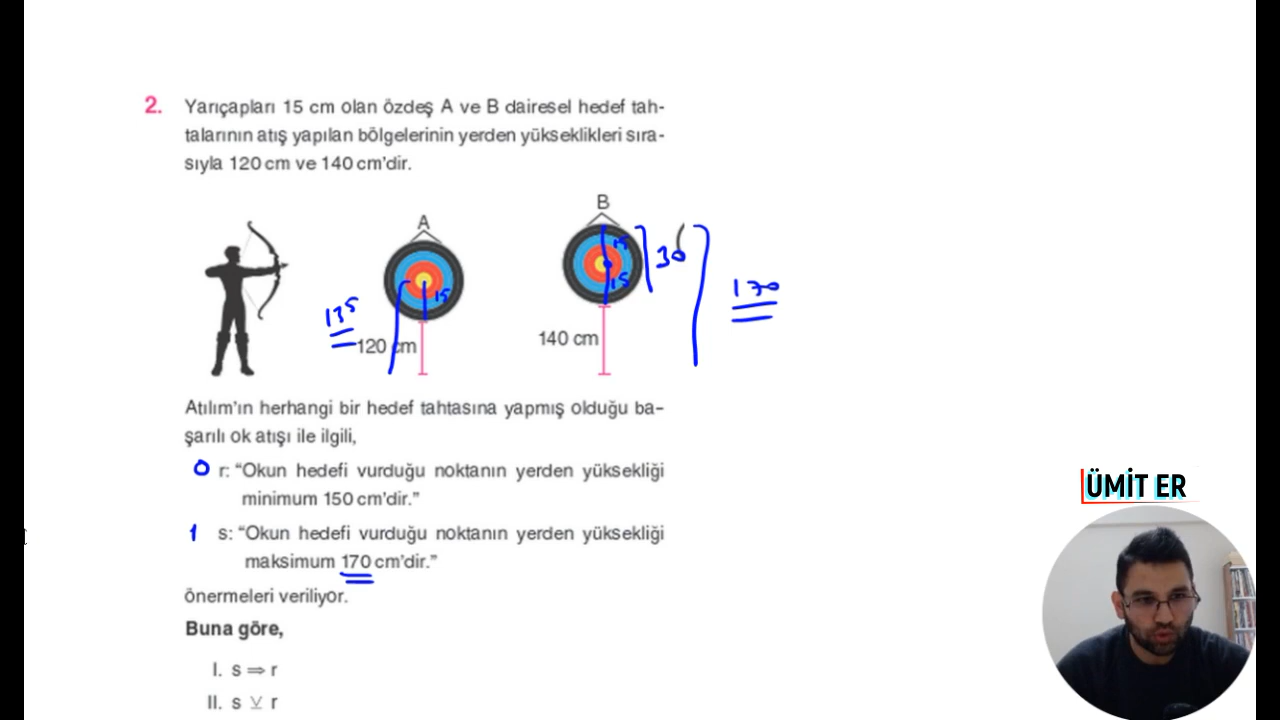 2. Yarıçapları 15 cm olan özdeş A ve B dairesel hedef tah-
talarının atış yapılan bölgelerinin yerden yükseklikleri sıra-
sıyla 120 cm ve 140 cm'dir.
B
A
15
30
15
15
170
135
120 cm
140 cm
Atılım'ın herhangi bir hedef tahtasına yapmış olduğu ba-
şarılı ok atışı ile ilgili,
0 r: "Okun hedefi vurduğu noktanın yerden yüksekliği
minimum 150 cm'dir."
1 s: "Okun hedefi vurduğu noktanın yerden yüksekliği
maksimum 170 cm'dir."
önermeleri veriliyor.
Buna göre,
I. s ⇒ r
II. s ⊻ r
ÜMİT ER